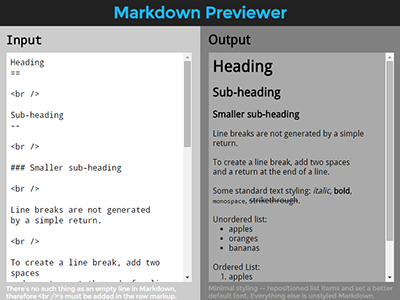 Markdown Previewer
Input
Heading
==
<br />
Sub-heading
--
<br />
### Smaller sub-heading
<br />
Line breaks are not generated
by a simple return.
<br />
To create a line break, add two
spaces
There's no such thing as an empty line in Markdown,
therefore <br />'s must be added in the raw markup.
Output
Heading
Sub-heading
Smaller sub-heading
Line breaks are not generated by a simple
return.
To create a line break, add two spaces
and a return at the end of a line.
Some standard text styling: italic, bold,
monospace, strikethrough.
Unordered list:
• apples
• oranges
• bananas
Ordered list:
1. apples
Minimal styling -- repositioned list items and set a better
default font. Everything else is unstyled Markdown.